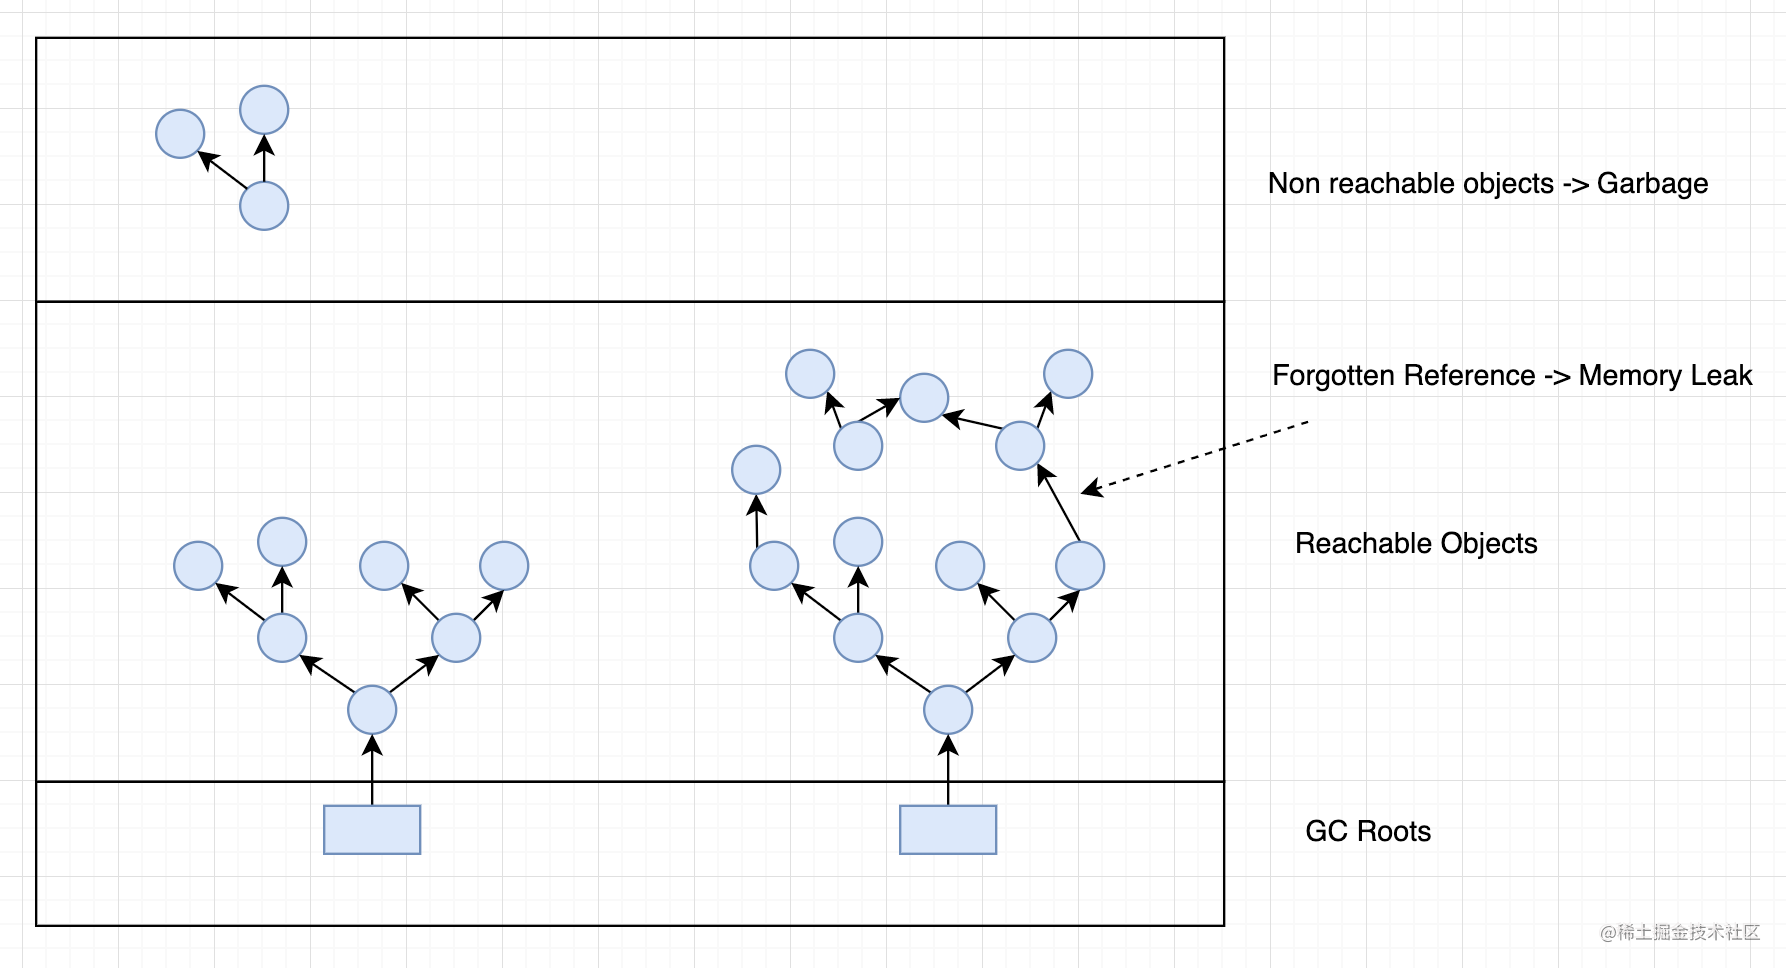 Non reachable objects -> Garbage
Forgotten Reference -> Memory Leak
Reachable Objects
GC Roots
@稀土掘金技术社区